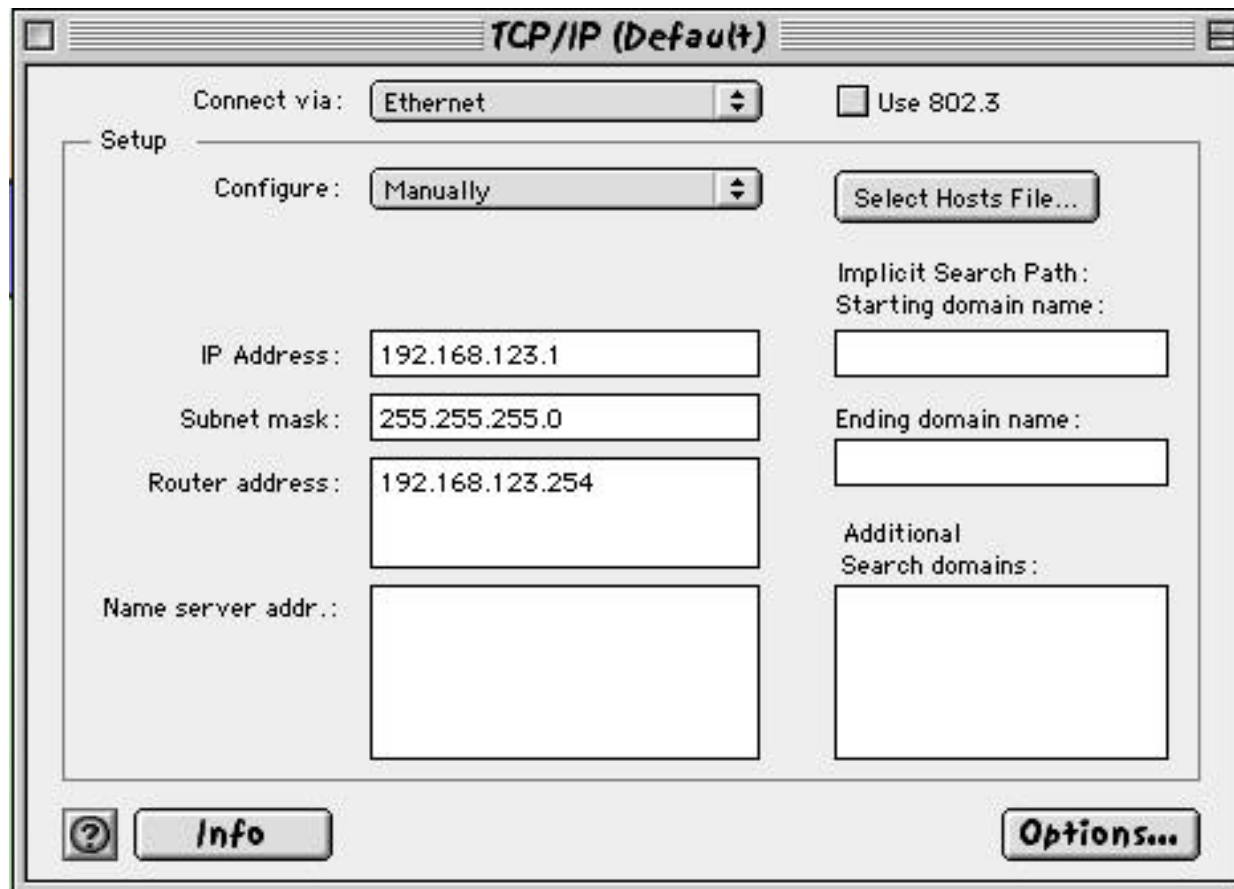 TCP/IP (Default)
Connect via: Ethernet
Use 802.3
Setup
Configure: Manually
Select Hosts File...
Implicit Search Path:
Starting domain name:
IP Address: 192.168.123.1
Subnet mask: 255.255.255.0
Ending domain name:
Router address: 192.168.123.254
Additional
Search domains:
Name server addr.:
?
Info
Options...